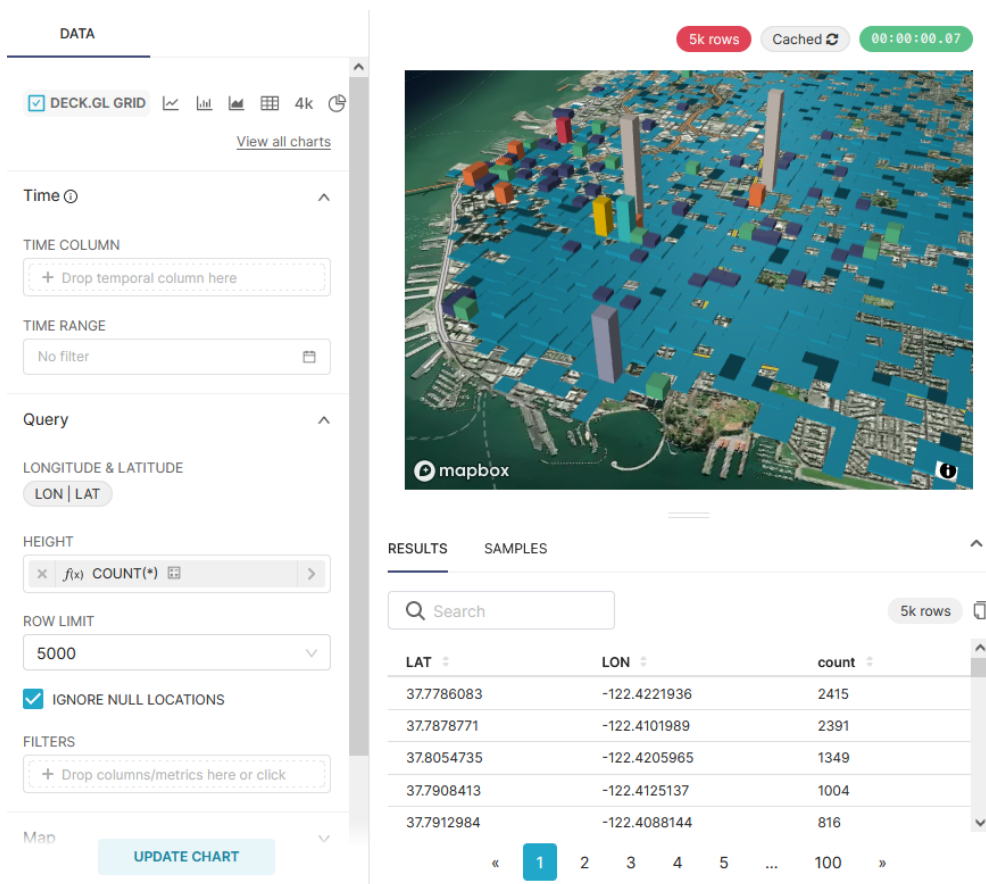 DATA
5k rows
Cached
00:00:00.07
DECK.GL GRID
4k
View all charts
Time
TIME COLUMN
+ Drop temporal column here
TIME RANGE
No filter
Query
LONGITUDE & LATITUDE
LON | LAT
HEIGHT
× f(x) COUNT(*)
ROW LIMIT
5000
IGNORE NULL LOCATIONS
FILTERS
+ Drop columns/metrics here or click
Map
UPDATE CHART
mapbox
RESULTS SAMPLES
Search
5k rows
LAT LON count
37.7786083 -122.4221936 2415
37.7878771 -122.4101989 2391
37.8054735 -122.4205965 1349
37.7908413 -122.4125137 1004
37.7912984 -122.4088144 816
« 1 2 3 4 5 ... 100 »